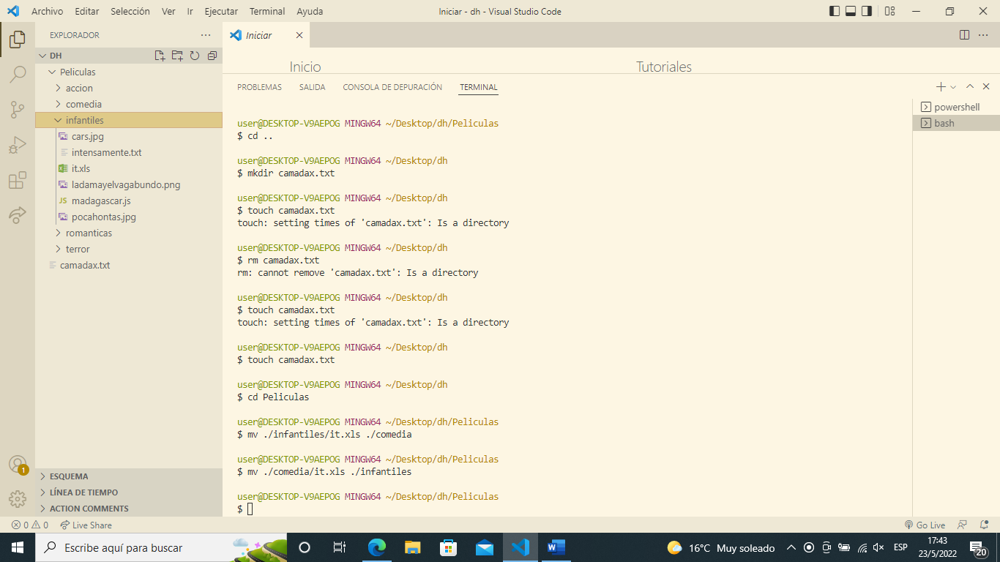 Archivo Editar Selección Ver Ir Ejecutar Terminal Ayuda
Iniciar - dh - Visual Studio Code
EXPLORADOR
Iniciar
DH
Peliculas
accion
comedia
infantiles
cars.jpg
intensamente.txt
it.xls
ladamayelvagabundo.png
JS madagascar.js
pocahontas.jpg
romanticas
terror
camadax.txt
ESQUEMA
LÍNEA DE TIEMPO
ACTION COMMENTS
Inicio
Tutoriales
PROBLEMAS SALIDA CONSOLA DE DEPURACIÓN TERMINAL
user@DESKTOP-V9AEPOG MINGW64 ~/Desktop/dh/Peliculas
$ cd ..
user@DESKTOP-V9AEPOG MINGW64 ~/Desktop/dh
$ mkdir camadax.txt
user@DESKTOP-V9AEPOG MINGW64 ~/Desktop/dh
$ touch camadax.txt
touch: setting times of 'camadax.txt': Is a directory
user@DESKTOP-V9AEPOG MINGW64 ~/Desktop/dh
$ rm camadax.txt
rm: cannot remove 'camadax.txt': Is a directory
user@DESKTOP-V9AEPOG MINGW64 ~/Desktop/dh
$ touch camadax.txt
touch: setting times of 'camadax.txt': Is a directory
user@DESKTOP-V9AEPOG MINGW64 ~/Desktop/dh
$ touch camadax.txt
user@DESKTOP-V9AEPOG MINGW64 ~/Desktop/dh
$ cd Peliculas
user@DESKTOP-V9AEPOG MINGW64 ~/Desktop/dh/Peliculas
$ mv ./infantiles/it.xls ./comedia
user@DESKTOP-V9AEPOG MINGW64 ~/Desktop/dh/Peliculas
$ mv ./comedia/it.xls ./infantiles
user@DESKTOP-V9AEPOG MINGW64 ~/Desktop/dh/Peliculas
$
powershell
bash
1
0 0 Live Share
Go Live
Escribe aquí para buscar
16°C Muy soleado
ESP
17:43
23/5/2022
20